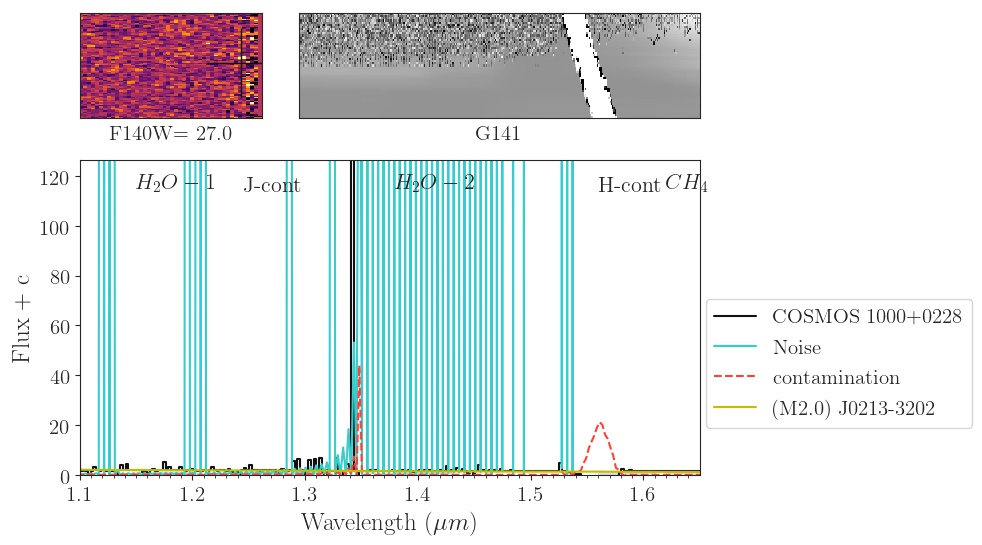 F140W= 27.0
G141
H₂O − 1
J-cont
H₂O − 2
H-cont
CH₄
120
100
80
60
40
20
0
Flux + c
1.1
1.2
1.3
1.4
1.5
1.6
Wavelength (μm)
COSMOS 1000+0228
Noise
contamination
(M2.0) J0213-3202